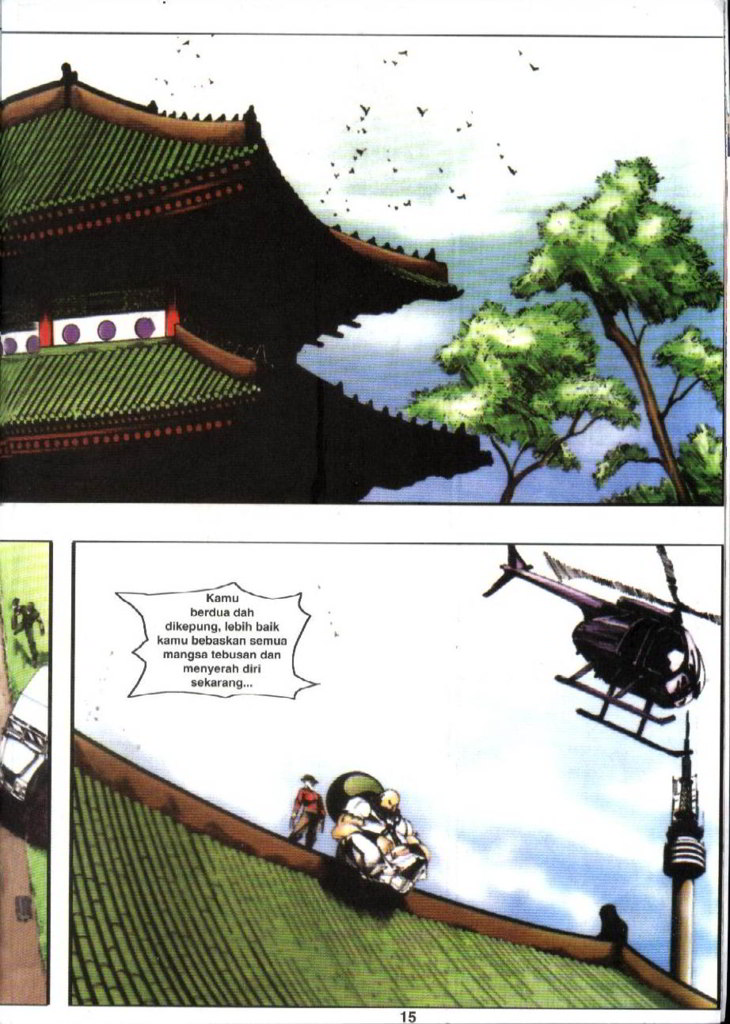 Kamu
berdua dah
dikepung, lebih baik
kamu bebaskan semua
mangsa tebusan dan
menyerah diri
sekarang...
15